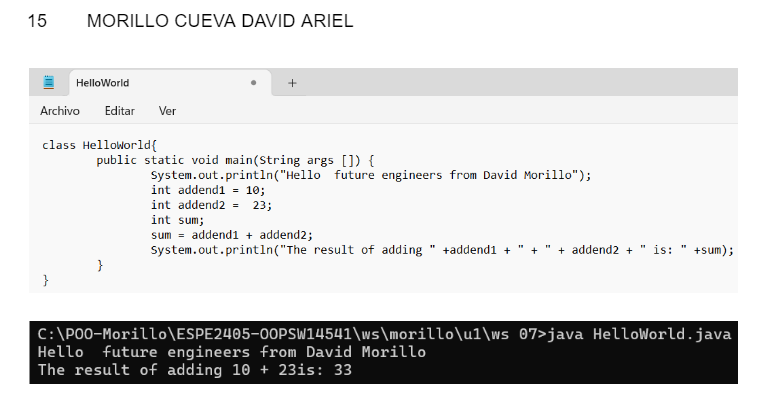 15 MORILLO CUEVA DAVID ARIEL
HelloWorld
Archivo Editar Ver
class HelloWorld{
public static void main(String args []) {
System.out.println("Hello  future engineers from David Morillo");
int addend1 = 10;
int addend2 =  23;
int sum;
sum = addend1 + addend2;
System.out.println("The result of adding " +addend1 + " + " + addend2 + " is: " +sum);
}
}
C:\POO-Morillo\ESPE2405-OOPSW14541\ws\morillo\u1\ws 07>java HelloWorld.java
Hello  future engineers from David Morillo
The result of adding 10 + 23is: 33